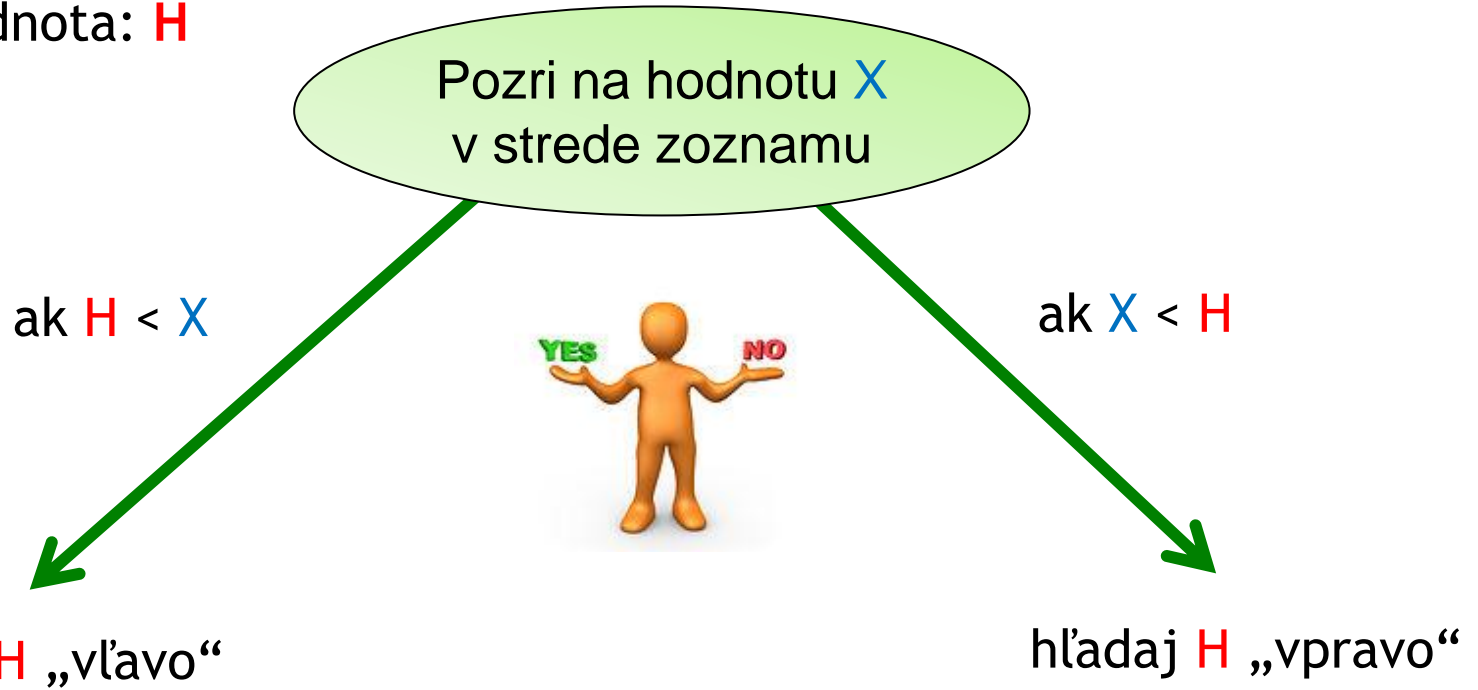 dnota: H
Pozri na hodnotu X
v strede zoznamu
ak H < X
ak X < H
YES
NO
H „vľavo“
hľadaj H „vpravo“